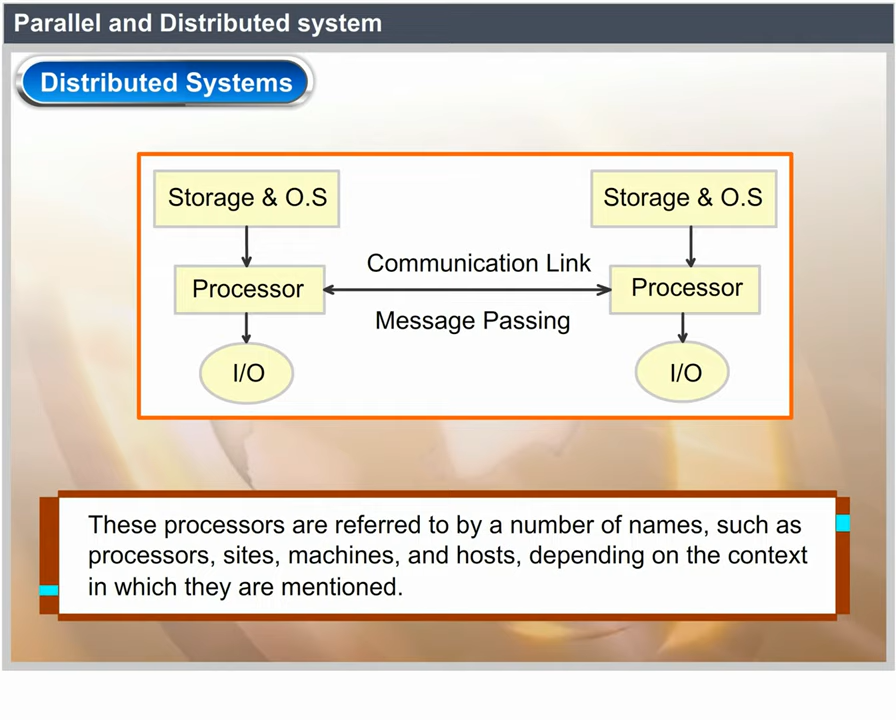 Parallel and Distributed system
Distributed Systems
Storage & O.S
Storage & O.S
Communication Link
Processor
Processor
Message Passing
I/O
I/O
These processors are referred to by a number of names, such as
processors, sites, machines, and hosts, depending on the context
in which they are mentioned.